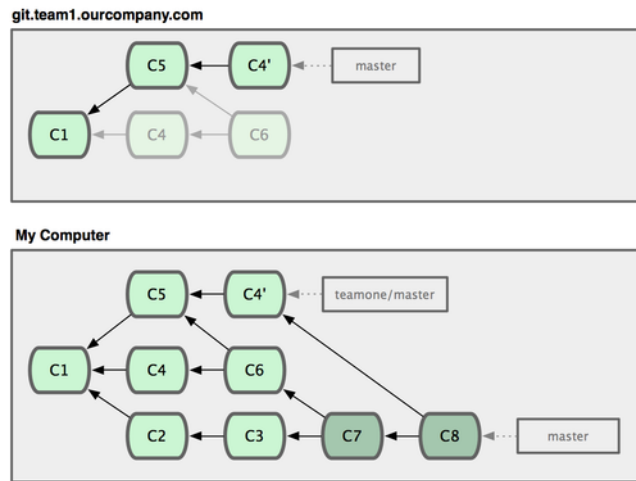 git.team1.ourcompany.com
C5 C4' master
C1 C4 C6
My Computer
C5 C4' teamone/master
C1 C4 C6
C2 C3 C7 C8 master